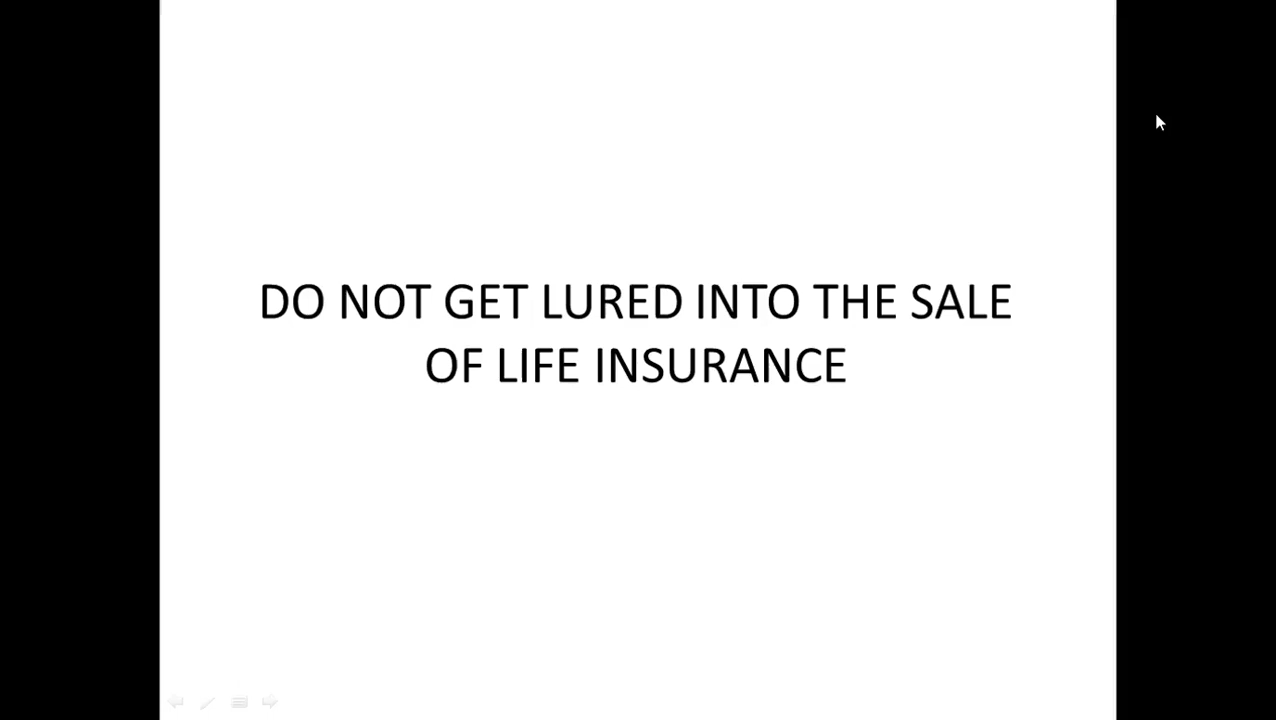 DO NOT GET LURED INTO THE SALE
OF LIFE INSURANCE